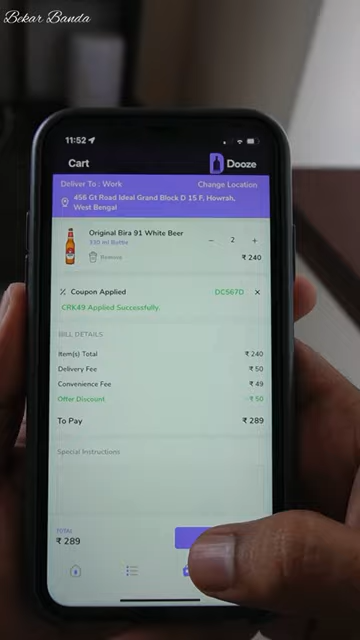 Bekar Banda
11:52
Cart
Dooze
Deliver To : Work
Change Location
456 Gt Road Ideal Grand Block D 15 F, Howrah,
West Bengal
Original Bira 91 White Beer
330 ml Bottle
− 2 +
Remove
₹ 240
% Coupon Applied
DC567D ×
CRK49 Applied Successfully.
BILL DETAILS
Item(s) Total ₹ 240
Delivery Fee ₹ 50
Convenience Fee ₹ 49
Offer Discount - ₹ 50
To Pay ₹ 289
Special Instructions
TOTAL
₹ 289